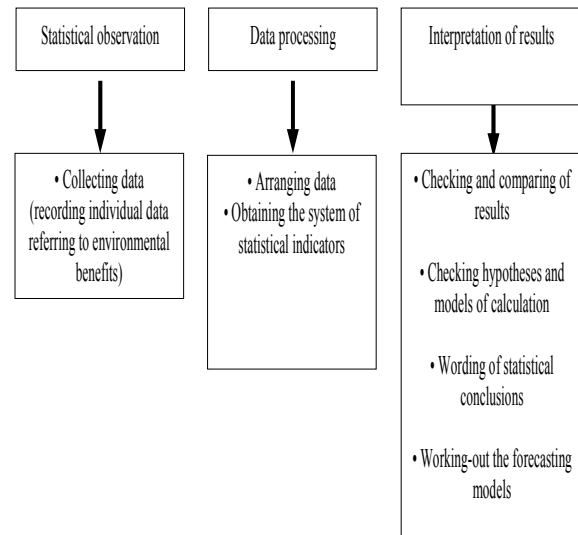 Statistical observation
Data processing
Interpretation of results
• Collecting data
(recording individual data
referring to environmental
benefits)
• Arranging data
• Obtaining the system of
statistical indicators
• Checking and comparing of
results
• Checking hypotheses and
models of calculation
• Wording of statistical
conclusions
• Working-out the forecasting
models